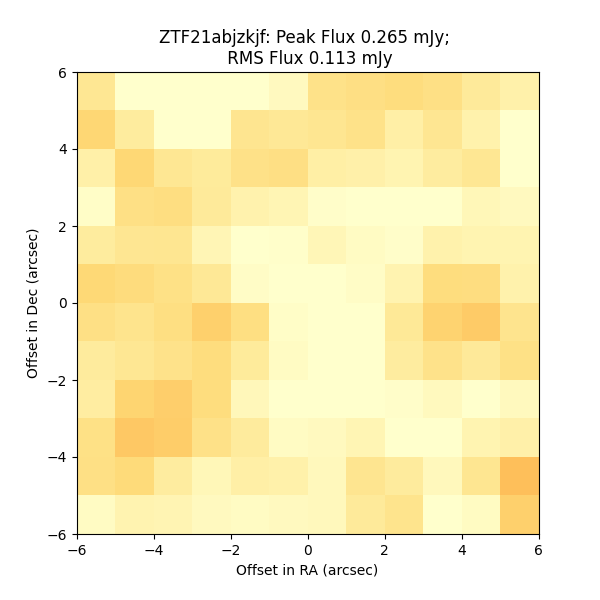 ZTF21abjzkjf: Peak Flux 0.265 mJy;
RMS Flux 0.113 mJy
6
4
2
0
−2
−4
−6
Offset in Dec (arcsec)
−6 −4 −2 0 2 4 6
Offset in RA (arcsec)